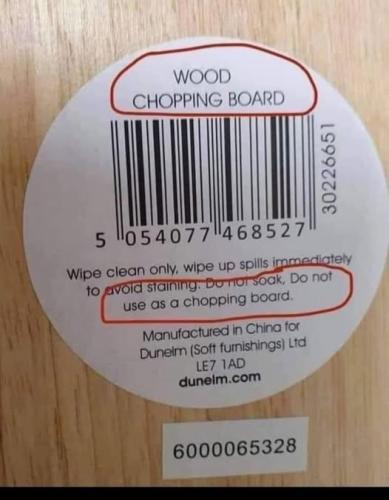 WOOD
CHOPPING BOARD
30226651
5 054077 468527
Wipe clean only, wipe up spills immediately
to avoid staining. Do not soak, Do not
use as a chopping board.
Manufactured in China for
Dunelm (Soft furnishings) Ltd
LE7 1AD
dunelm.com
6000065328